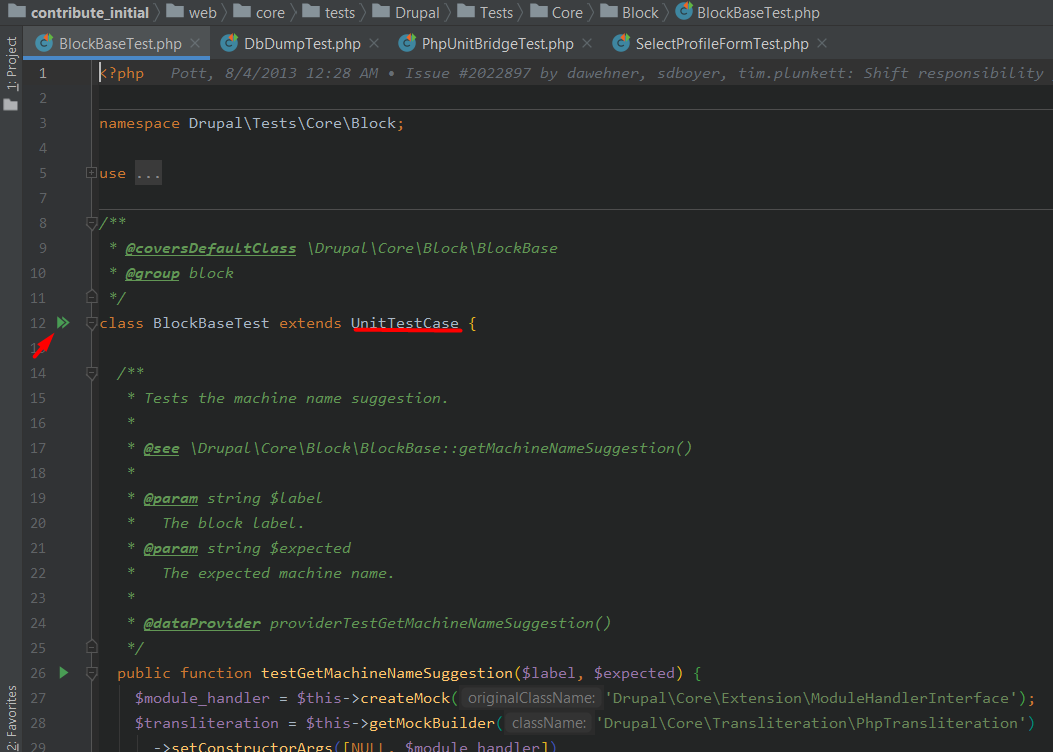 contribute_initial web core tests Drupal Tests Core Block BlockBaseTest.php
1: Project
BlockBaseTest.php DbDumpTest.php PhpUnitBridgeTest.php SelectProfileFormTest.php
1 <?php Pott, 8/4/2013 12:28 AM • Issue #2022897 by dawehner, sdboyer, tim.plunkett: Shift responsibility
2
3 namespace Drupal\Tests\Core\Block;
4
5 use ...
7
8 /**
9 * @coversDefaultClass \Drupal\Core\Block\BlockBase
10 * @group block
11 */
12 class BlockBaseTest extends UnitTestCase {
14 /**
15 * Tests the machine name suggestion.
16 *
17 * @see \Drupal\Core\Block\BlockBase::getMachineNameSuggestion()
18 *
19 * @param string $label
20 * The block label.
21 * @param string $expected
22 * The expected machine name.
23 *
24 * @dataProvider providerTestGetMachineNameSuggestion()
25 */
26 public function testGetMachineNameSuggestion($label, $expected) {
27 $module_handler = $this->createMock( originalClassName: 'Drupal\Core\Extension\ModuleHandlerInterface');
28 $transliteration = $this->getMockBuilder( className: 'Drupal\Core\Transliteration\PhpTransliteration')
29 ->setConstructorArgs([NULL, $module_handler])
2: Favorites